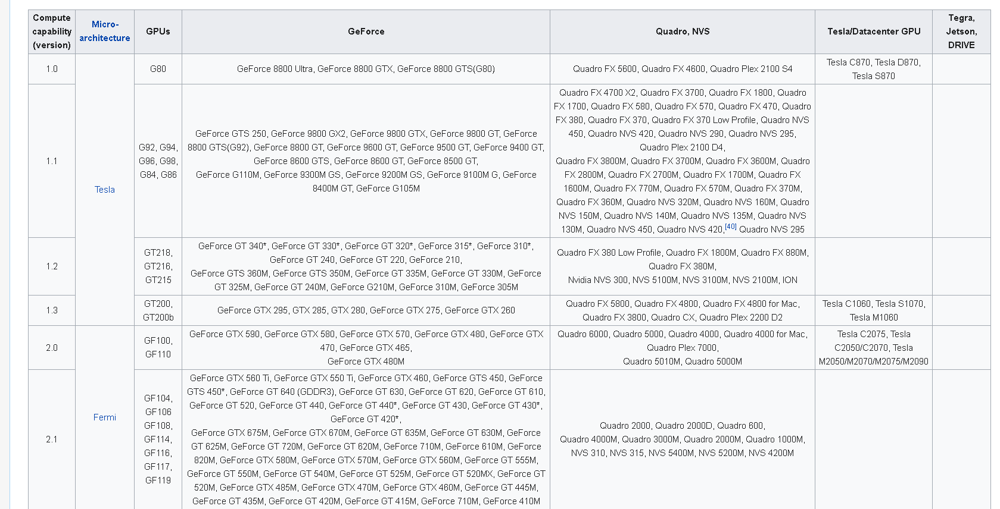 Compute
capability
(version)
Micro-
architecture
GPUs
GeForce
Quadro, NVS
Tesla/Datacenter GPU
Tegra,
Jetson,
DRIVE
1.0
Tesla
G80
GeForce 8800 Ultra, GeForce 8800 GTX, GeForce 8800 GTS(G80)
Quadro FX 5600, Quadro FX 4600, Quadro Plex 2100 S4
Tesla C870, Tesla D870,
Tesla S870
1.1
G92, G94,
G96, G98,
G84, G86
GeForce GTS 250, GeForce 9800 GX2, GeForce 9800 GTX, GeForce 9800 GT, GeForce
8800 GTS(G92), GeForce 8800 GT, GeForce 9600 GT, GeForce 9500 GT, GeForce 9400 GT,
GeForce 8600 GTS, GeForce 8600 GT, GeForce 8500 GT,
GeForce G110M, GeForce 9300M GS, GeForce 9200M GS, GeForce 9100M G, GeForce
8400M GT, GeForce G105M
Quadro FX 4700 X2, Quadro FX 3700, Quadro FX 1800, Quadro
FX 1700, Quadro FX 580, Quadro FX 570, Quadro FX 470, Quadro
FX 380, Quadro FX 370, Quadro FX 370 Low Profile, Quadro NVS
450, Quadro NVS 420, Quadro NVS 290, Quadro NVS 295,
Quadro Plex 2100 D4,
Quadro FX 3800M, Quadro FX 3700M, Quadro FX 3600M, Quadro
FX 2800M, Quadro FX 2700M, Quadro FX 1700M, Quadro FX
1600M, Quadro FX 770M, Quadro FX 570M, Quadro FX 370M,
Quadro FX 360M, Quadro NVS 320M, Quadro NVS 160M, Quadro
NVS 150M, Quadro NVS 140M, Quadro NVS 135M, Quadro NVS
130M, Quadro NVS 450, Quadro NVS 420,[40] Quadro NVS 295
1.2
GT218,
GT216,
GT215
GeForce GT 340*, GeForce GT 330*, GeForce GT 320*, GeForce 315*, GeForce 310*,
GeForce GT 240, GeForce GT 220, GeForce 210,
GeForce GTS 360M, GeForce GTS 350M, GeForce GT 335M, GeForce GT 330M, GeForce
GT 325M, GeForce GT 240M, GeForce G210M, GeForce 310M, GeForce 305M
Quadro FX 380 Low Profile, Quadro FX 1800M, Quadro FX 880M,
Quadro FX 380M,
Nvidia NVS 300, NVS 5100M, NVS 3100M, NVS 2100M, ION
1.3
GT200,
GT200b
GeForce GTX 295, GTX 285, GTX 280, GeForce GTX 275, GeForce GTX 260
Quadro FX 5800, Quadro FX 4800, Quadro FX 4800 for Mac,
Quadro FX 3800, Quadro CX, Quadro Plex 2200 D2
Tesla C1060, Tesla S1070,
Tesla M1060
2.0
Fermi
GF100,
GF110
GeForce GTX 590, GeForce GTX 580, GeForce GTX 570, GeForce GTX 480, GeForce GTX
470, GeForce GTX 465,
GeForce GTX 480M
Quadro 6000, Quadro 5000, Quadro 4000, Quadro 4000 for Mac,
Quadro Plex 7000,
Quadro 5010M, Quadro 5000M
Tesla C2075, Tesla
C2050/C2070, Tesla
M2050/M2070/M2075/M2090
2.1
GF104,
GF106
GF108,
GF114,
GF116,
GF117,
GF119
GeForce GTX 560 Ti, GeForce GTX 550 Ti, GeForce GTX 460, GeForce GTS 450, GeForce
GTS 450*, GeForce GT 640 (GDDR3), GeForce GT 630, GeForce GT 620, GeForce GT 610,
GeForce GT 520, GeForce GT 440, GeForce GT 440*, GeForce GT 430, GeForce GT 430*,
GeForce GT 420*,
GeForce GTX 675M, GeForce GTX 670M, GeForce GT 635M, GeForce GT 630M, GeForce
GT 625M, GeForce GT 720M, GeForce GT 620M, GeForce 710M, GeForce 610M, GeForce
820M, GeForce GTX 580M, GeForce GTX 570M, GeForce GTX 560M, GeForce GT 555M,
GeForce GT 550M, GeForce GT 540M, GeForce GT 525M, GeForce GT 520MX, GeForce GT
520M, GeForce GTX 485M, GeForce GTX 470M, GeForce GTX 460M, GeForce GT 445M,
GeForce GT 435M, GeForce GT 420M, GeForce GT 415M, GeForce 710M, GeForce 410M
Quadro 2000, Quadro 2000D, Quadro 600,
Quadro 4000M, Quadro 3000M, Quadro 2000M, Quadro 1000M,
NVS 310, NVS 315, NVS 5400M, NVS 5200M, NVS 4200M